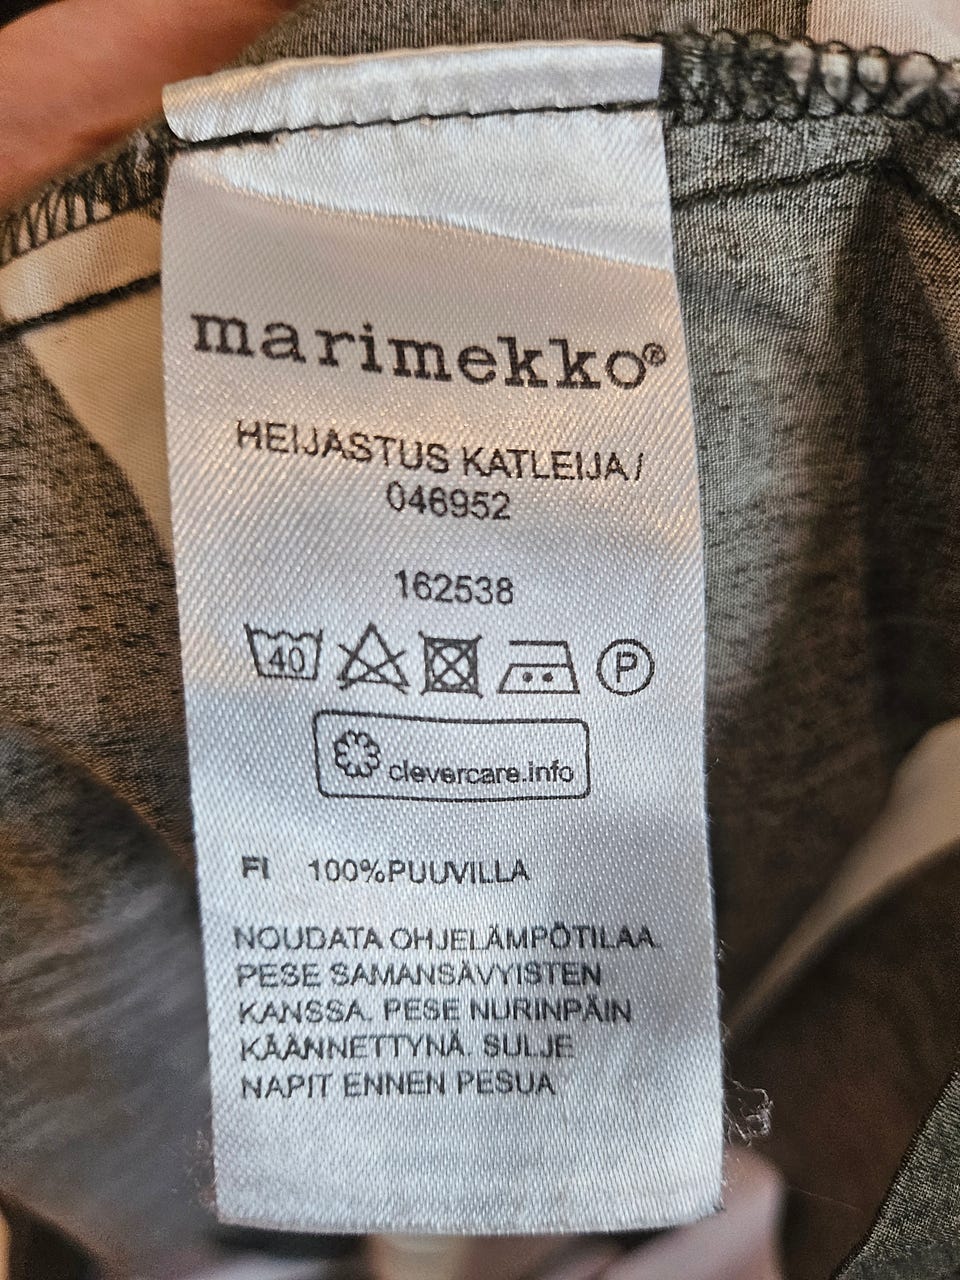 marimekko®
HEIJASTUS KATLEIJA/
046952
162538
40 P
clevercare.info
FI 100%PUUVILLA
NOUDATA OHJELÄMPÖTILAA.
PESE SAMANSÄVYISTEN
KANSSA. PESE NURINPÄIN
KÄÄNNETTYNÄ. SULJE
NAPIT ENNEN PESUA